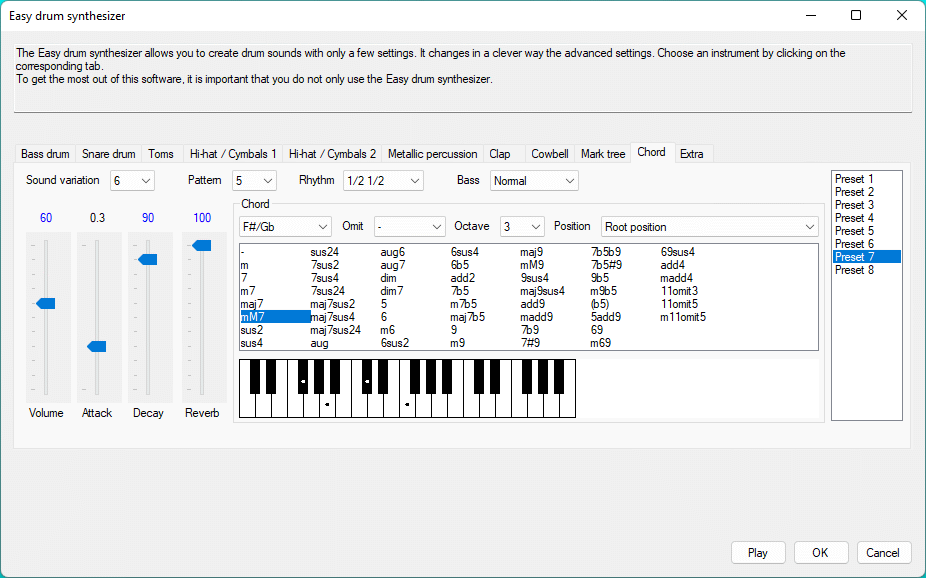 Easy drum synthesizer
The Easy drum synthesizer allows you to create drum sounds with only a few settings. It changes in a clever way the advanced settings. Choose an instrument by clicking on the
corresponding tab.
To get the most out of this software, it is important that you do not only use the Easy drum synthesizer.
Bass drum Snare drum Toms Hi-hat / Cymbals 1 Hi-hat / Cymbals 2 Metallic percussion Clap Cowbell Mark tree Chord Extra
Sound variation 6 Pattern 5 Rhythm 1/2 1/2 Bass Normal
60 0.3 90 100
Volume Attack Decay Reverb
Chord
F#/Gb Omit - Octave 3 Position Root position
- sus24 aug6 6sus4 maj9 7b5b9 69sus4
m 7sus2 aug7 6b5 mM9 7b5#9 add4
7 7sus4 dim add2 9sus4 9b5 madd4
m7 7sus24 dim7 7b5 maj9sus4 m9b5 11omit3
maj7 maj7sus2 5 m7b5 add9 (b5) 11omit5
mM7 maj7sus4 6 maj7b5 madd9 5add9 m11omit5
sus2 maj7sus24 m6 9 7b9 69
sus4 aug 6sus2 m9 7#9 m69
Preset 1
Preset 2
Preset 3
Preset 4
Preset 5
Preset 6
Preset 7
Preset 8
Play OK Cancel